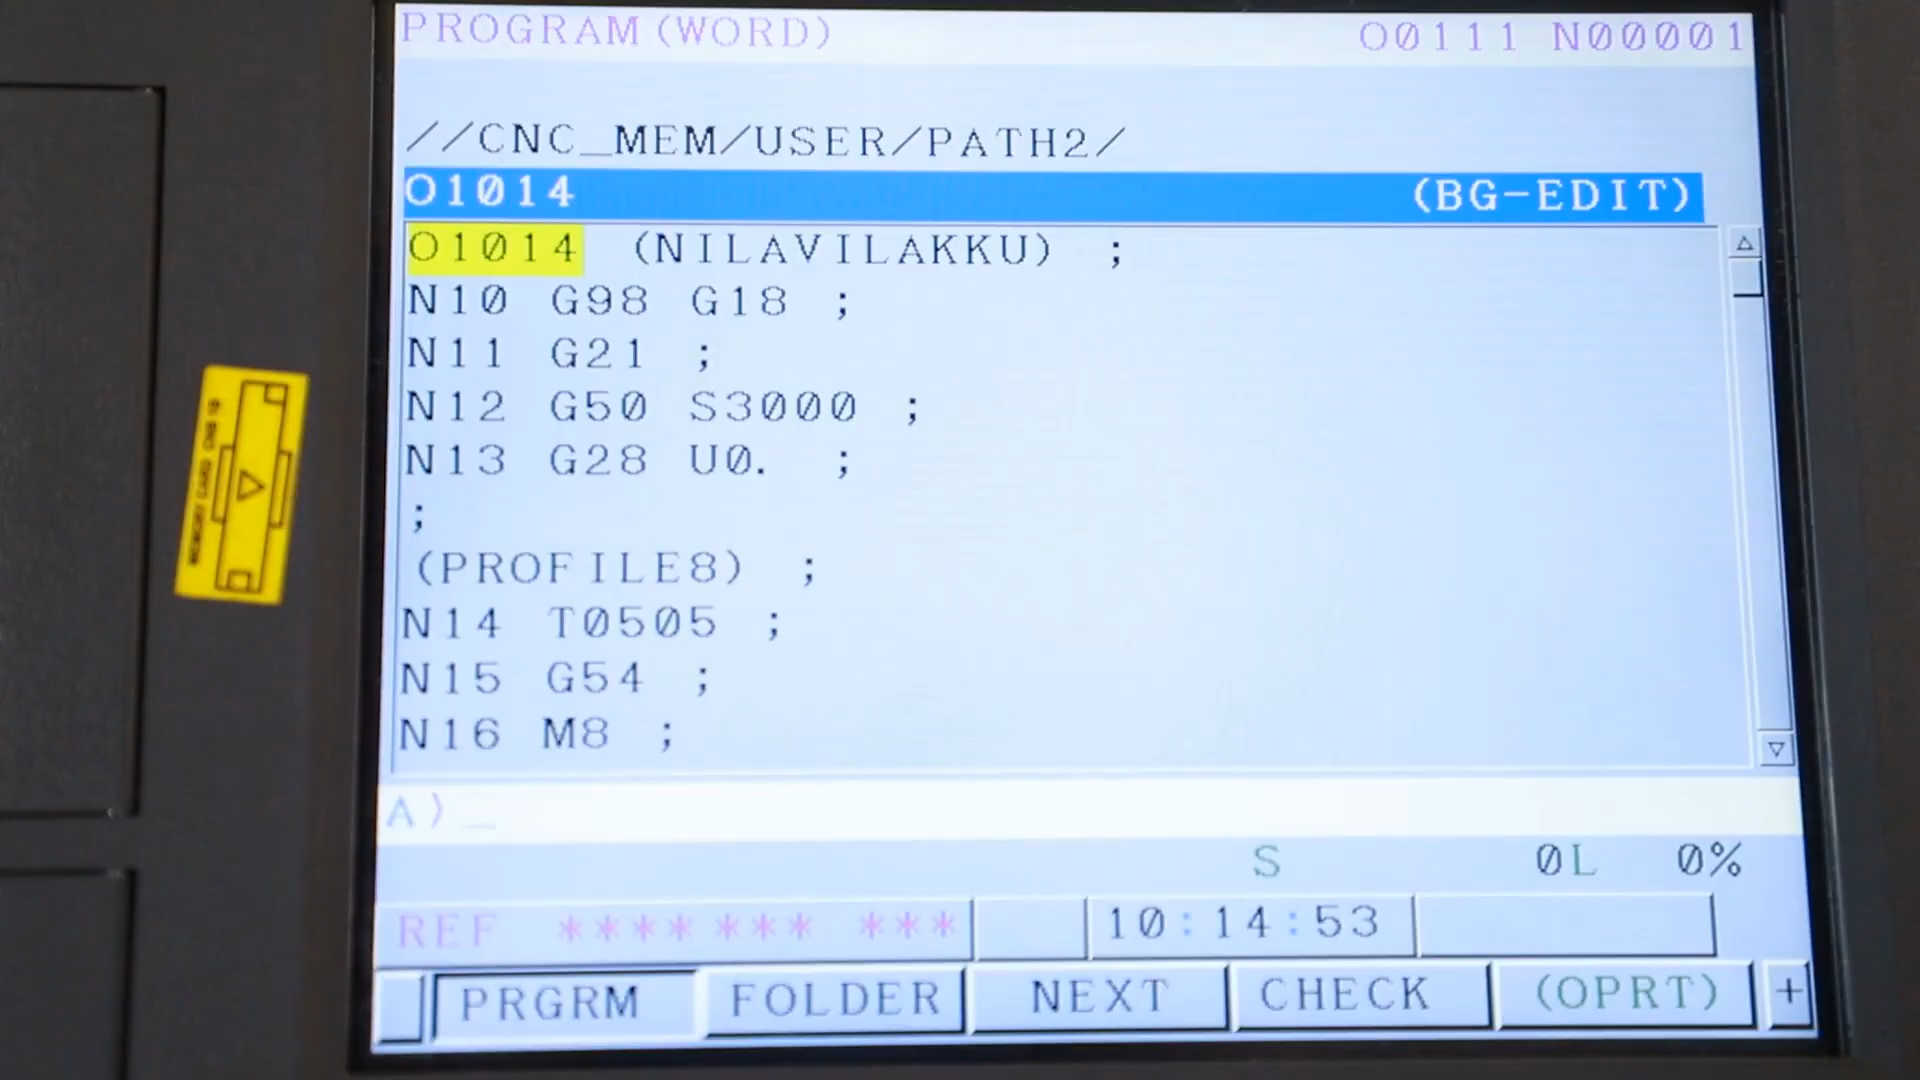 PROGRAM(WORD) O0111 N00001
//CNC_MEM/USER/PATH2/
O1014 (BG-EDIT)
O1014 (NILAVILAKKU) ;
N10 G98 G18 ;
N11 G21 ;
N12 G50 S3000 ;
N13 G28 U0. ;
;
(PROFILE8) ;
N14 T0505 ;
N15 G54 ;
N16 M8 ;
A)_
S 0L 0%
REF **** *** *** 10:14:53
PRGRM FOLDER NEXT CHECK (OPRT) +